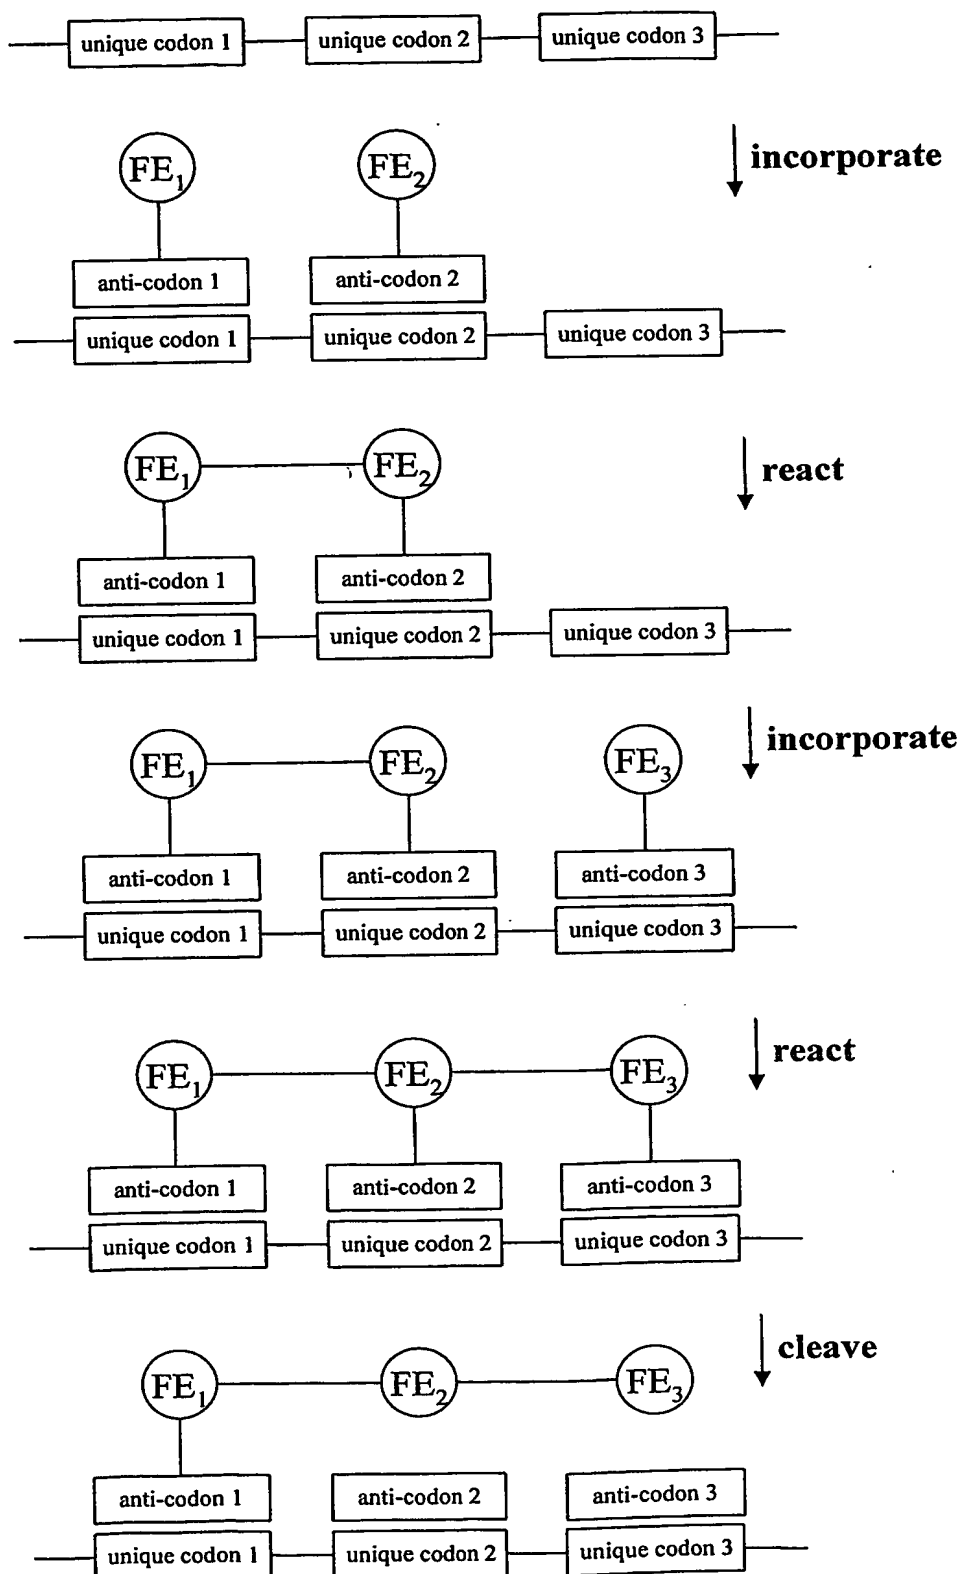 unique codon 1 unique codon 2 unique codon 3
incorporate
FE1 FE2
anti-codon 1 anti-codon 2
unique codon 1 unique codon 2 unique codon 3
react
FE1 FE2
anti-codon 1 anti-codon 2
unique codon 1 unique codon 2 unique codon 3
incorporate
FE1 FE2 FE3
anti-codon 1 anti-codon 2 anti-codon 3
unique codon 1 unique codon 2 unique codon 3
react
FE1 FE2 FE3
anti-codon 1 anti-codon 2 anti-codon 3
unique codon 1 unique codon 2 unique codon 3
cleave
FE1 FE2 FE3
anti-codon 1 anti-codon 2 anti-codon 3
unique codon 1 unique codon 2 unique codon 3